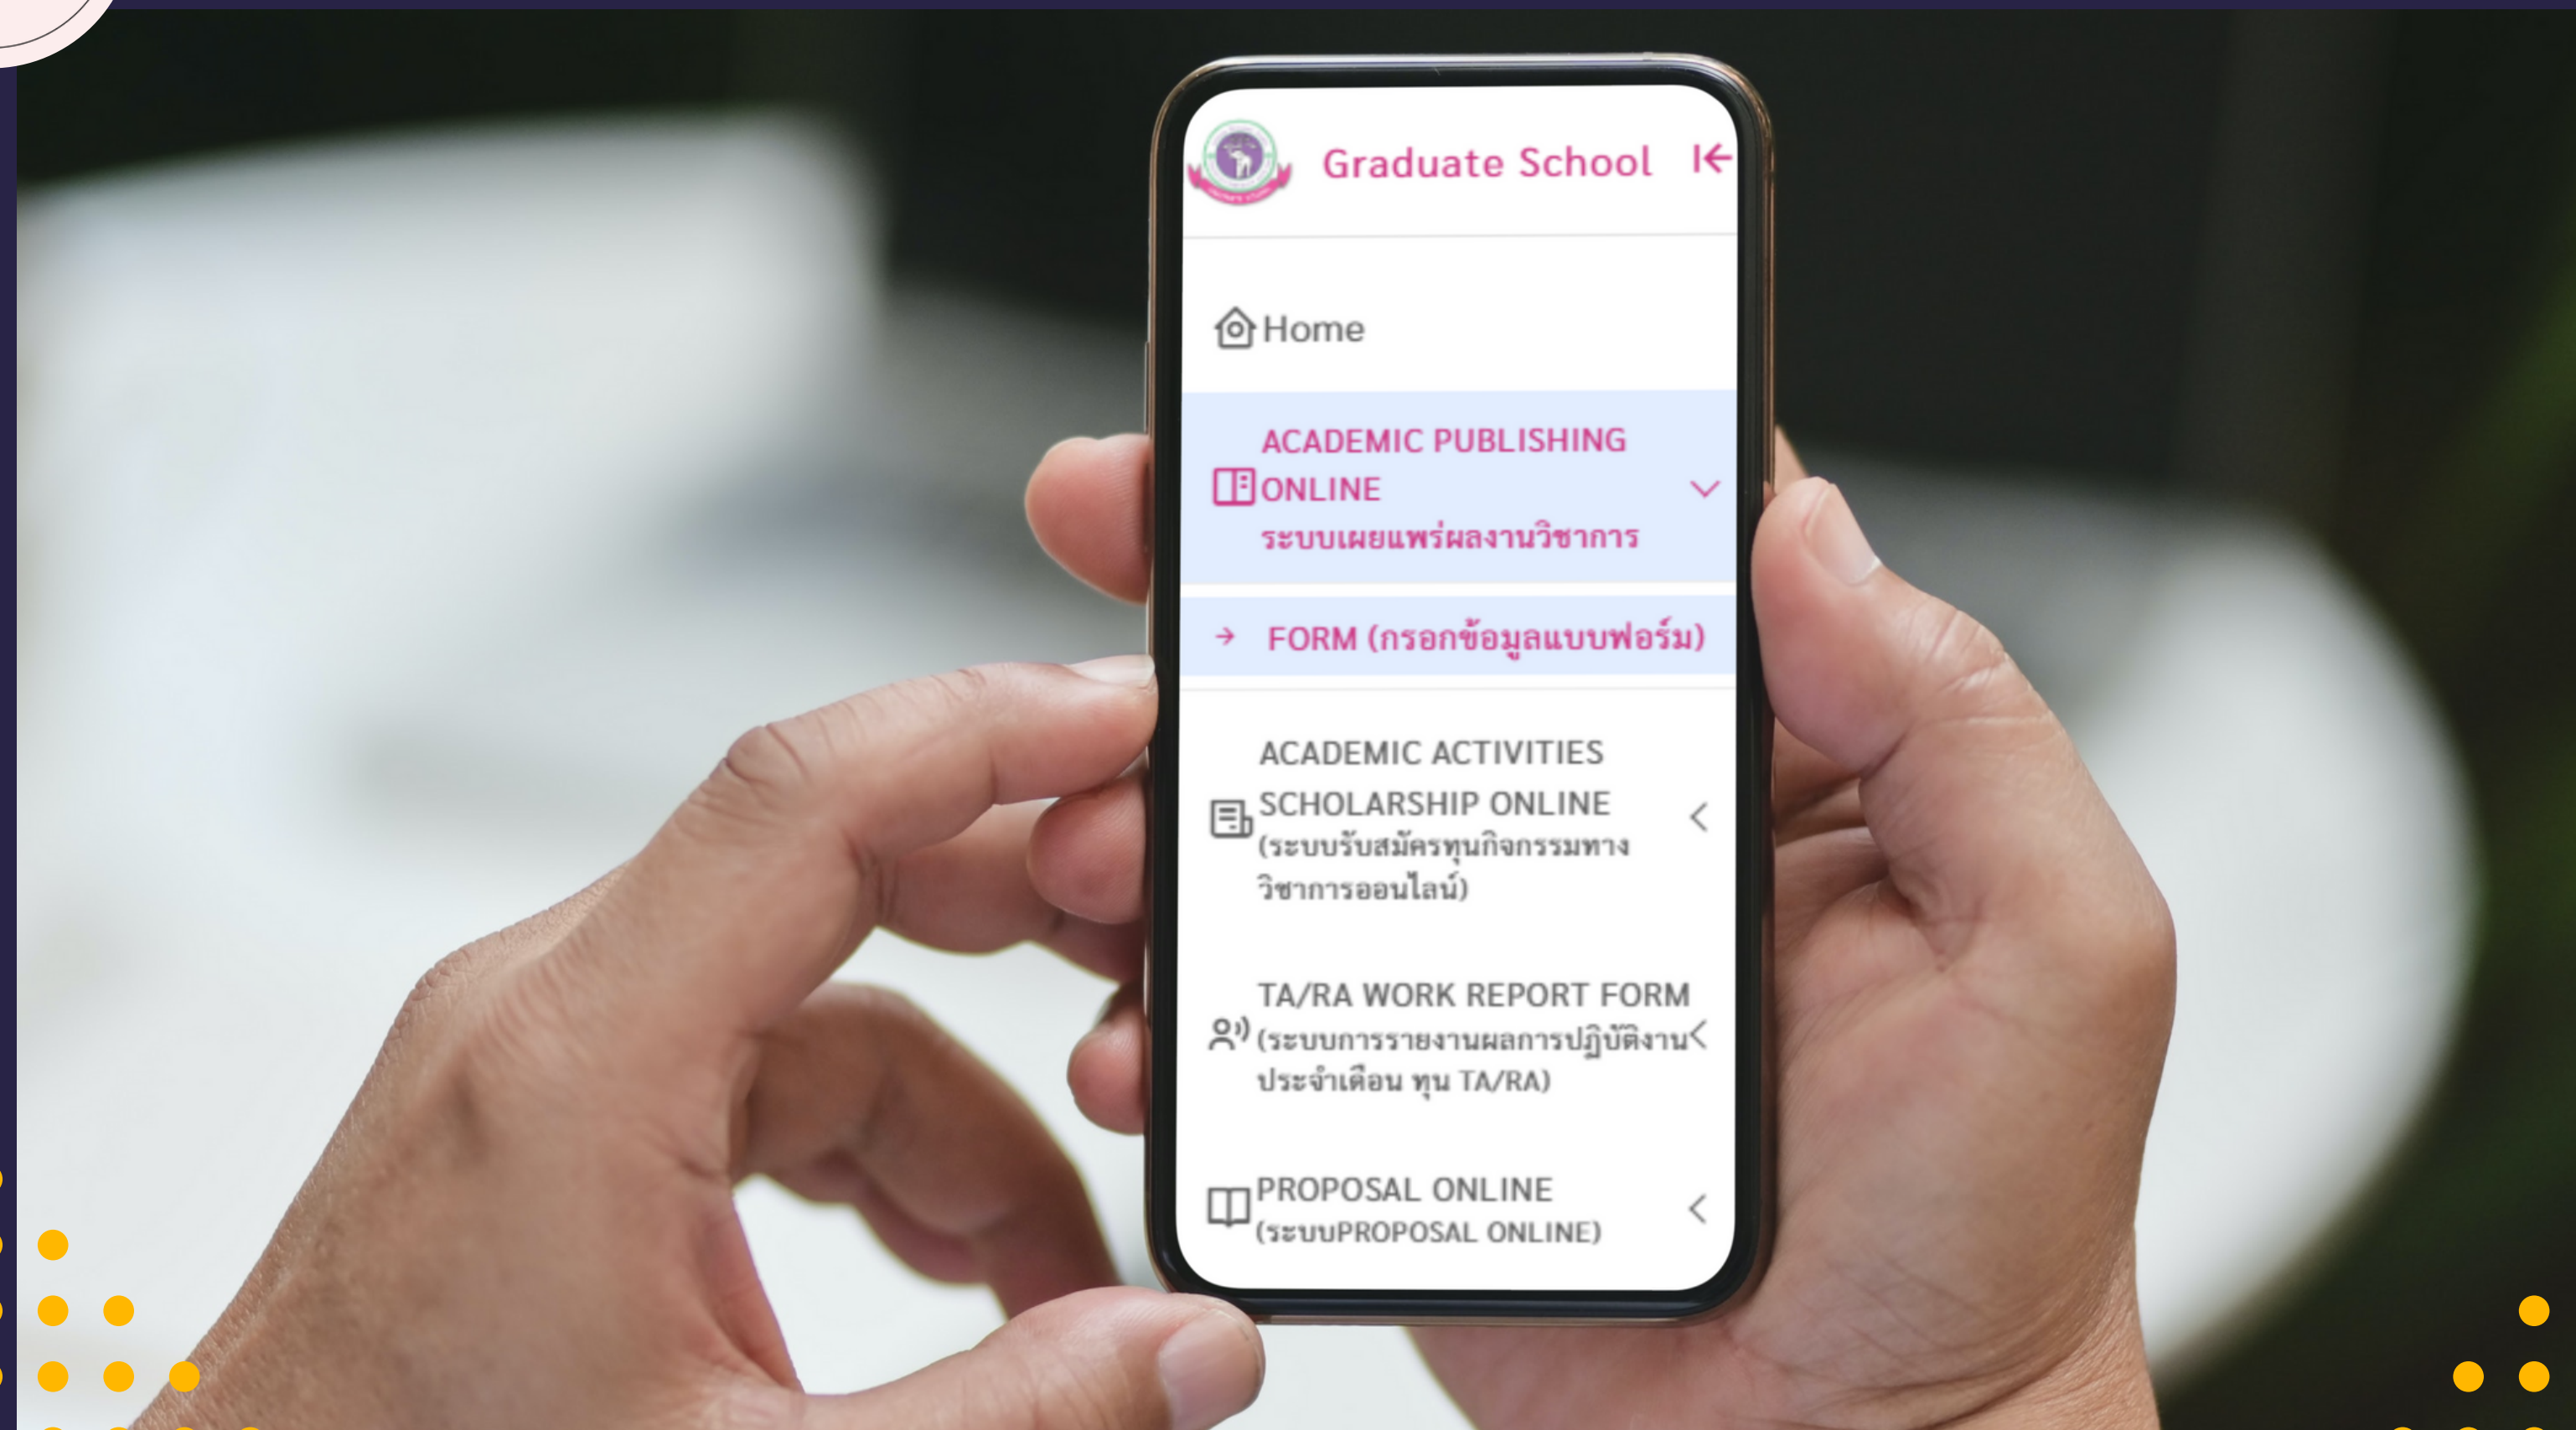 Graduate School
Home
ACADEMIC PUBLISHING
ONLINE
ระบบเผยแพร่ผลงานวิชาการ
FORM (กรอกข้อมูลแบบฟอร์ม)
ACADEMIC ACTIVITIES
SCHOLARSHIP ONLINE
(ระบบรับสมัครทุนกิจกรรมทาง
วิชาการออนไลน์)
TA/RA WORK REPORT FORM
(ระบบการรายงานผลการปฏิบัติงาน
ประจำเดือน ทุน TA/RA)
PROPOSAL ONLINE
(ระบบPROPOSAL ONLINE)